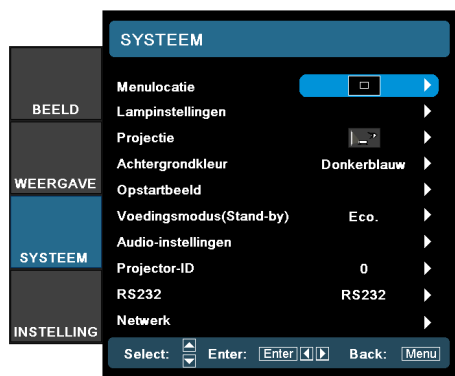 SYSTEEM
BEELD
WEERGAVE
SYSTEEM
INSTELLING
Menulocatie
Lampinstellingen
Projectie
Achtergrondkleur Donkerblauw
Opstartbeeld
Voedingsmodus(Stand-by) Eco.
Audio-instellingen
Projector-ID 0
RS232 RS232
Netwerk
Select: Enter: Enter Back: Menu